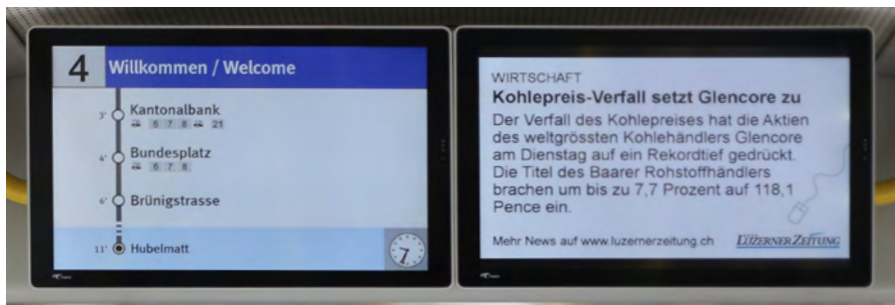 4 Willkommen / Welcome
3' Kantonalbank
6 7 8 21
4' Bundesplatz
6 7 8
6' Brünigstrasse
11' Hubelmatt
WIRTSCHAFT
Kohlepreis-Verfall setzt Glencore zu
Der Verfall des Kohlepreises hat die Aktien
des weltgrössten Kohlehändlers Glencore
am Dienstag auf ein Rekordtief gedrückt.
Die Titel des Baarer Rohstoffhändlers
brachen um bis zu 7,7 Prozent auf 118,1
Pence ein.
Mehr News auf www.luzernerzeitung.ch LUZERNER ZEITUNG